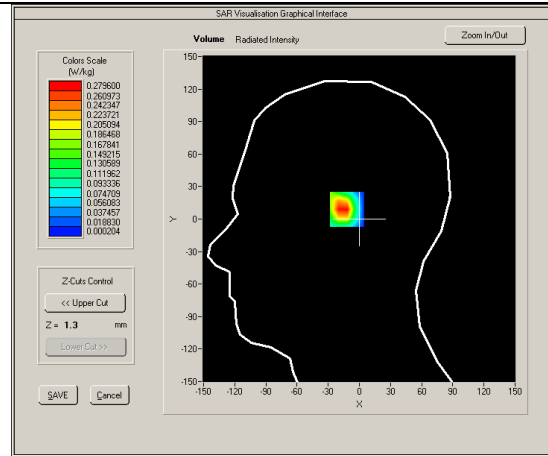 SAR Visualisation Graphical Interface
Volume Radiated Intensity
Zoom In/Out
Colors Scale
(W/kg)
0.279600
0.260973
0.242347
0.223721
0.205094
0.186468
0.167841
0.149215
0.130589
0.111962
0.093336
0.074709
0.056083
0.037457
0.018830
0.000204
Z-Cuts Control
<< Upper Cut
Z = 1.3 mm
Lower Cut >>
SAVE Cancel
150
120
90
60
30
Y 0
-30
-60
-90
-120
-150
-150 -120 -90 -60 -30 0 30 60 90 120 150
X